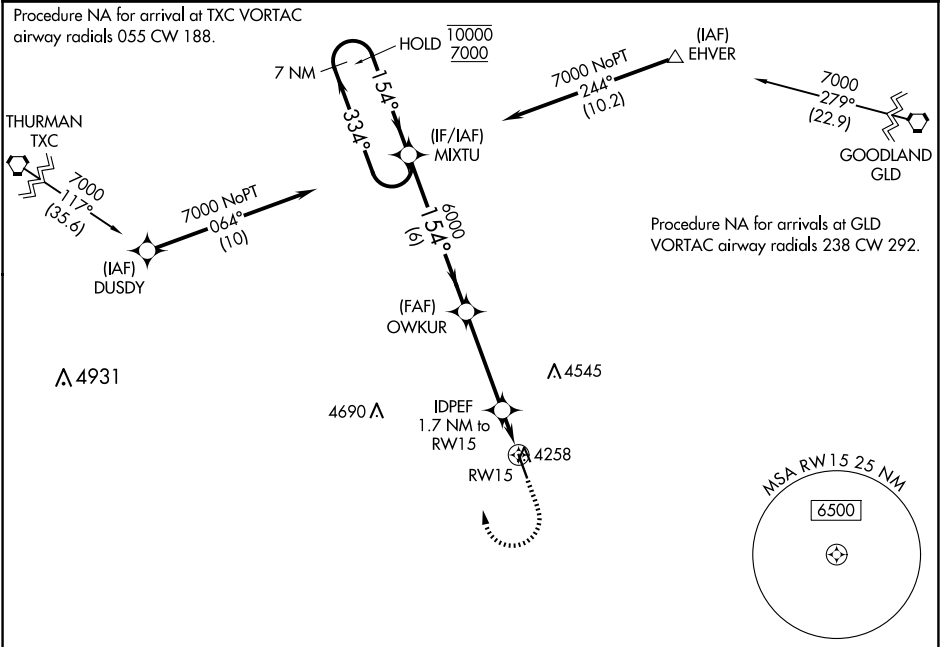 Procedure NA for arrival at TXC VORTAC
airway radials 055 CW 188.
HOLD
10000
7000
7 NM
154°
334°
(IAF)
EHVER
7000 NoPT
244°
(10.2)
7000
279°
(22.9)
GOODLAND
GLD
THURMAN
TXC
7000
117°
(35.6)
(IF/IAF)
MIXTU
7000 NoPT
064°
(10)
(IAF)
DUSDY
6000
154°
(6)
Procedure NA for arrivals at GLD
VORTAC airway radials 238 CW 292.
(FAF)
OWKUR
4931
4545
4690
IDPEF
1.7 NM to
RW15
4258
RW15
MSA RW15 25 NM
6500